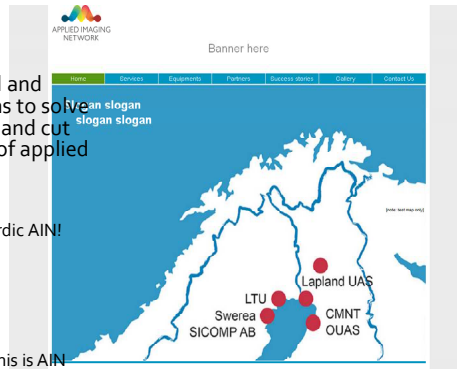 APPLIED IMAGING
NETWORK
Banner here
Home Services Equipments Partners Success stories Gallery Contact Us
and
Slogan slogan
s to solve
slogan slogan
and cut
of applied
rdic AIN!
Lapland UAS
LTU
Swerea
SICOMP AB
CMNT
OUAS
his is AIN